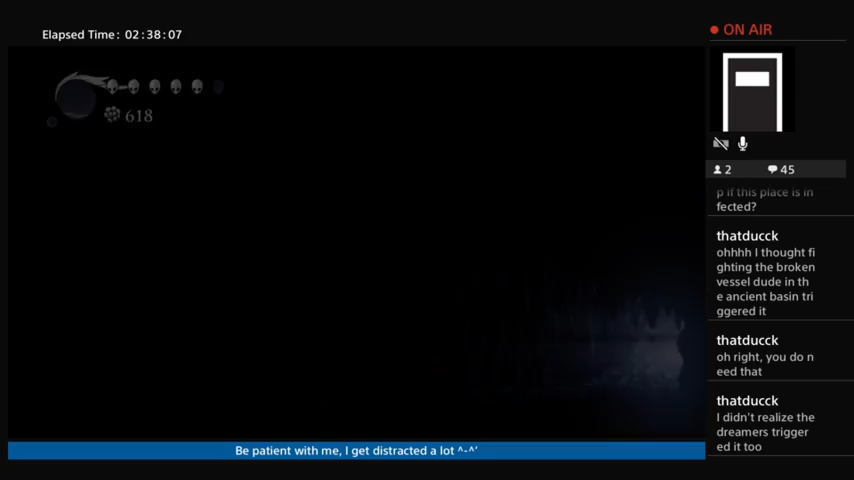 Elapsed Time: 02:38:07
ON AIR
618
2
45
p if this place is in
fected?
thatducck
ohhhh I thought fi
ghting the broken
vessel dude in th
e ancient basin tri
ggered it
thatducck
oh right, you do n
eed that
thatducck
I didn't realize the
dreamers trigger
ed it too
Be patient with me, I get distracted a lot ^-^'